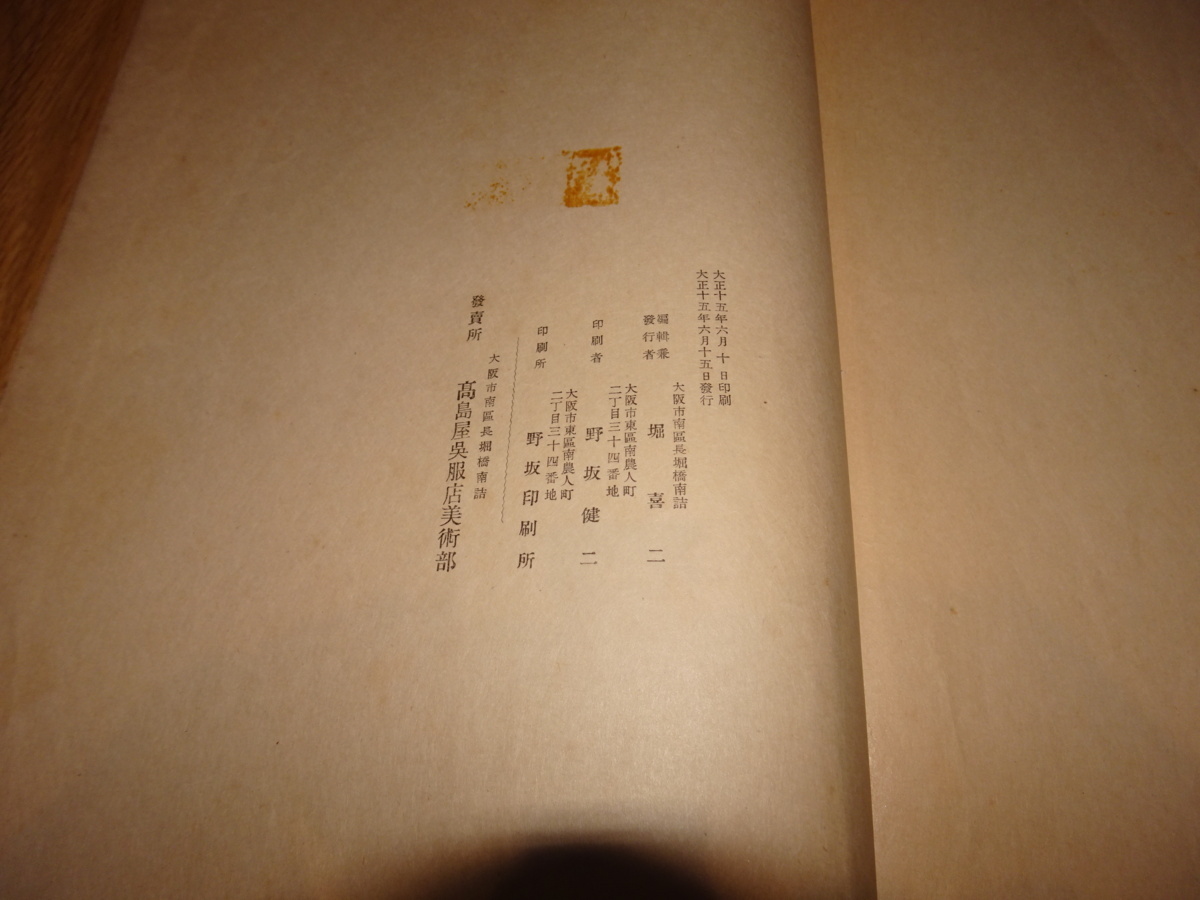 大正十五年六月十日印刷
大正十五年六月十五日發行
編輯兼
發行者
大阪市南區長堀橋南詰
堀喜二
印刷者
大阪市東區南農人町
二丁目三十四番地
野坂健二
印刷所
大阪市東區南農人町
二丁目三十四番地
野坂印刷所
發賣所
大阪市南區長堀橋南詰
髙島屋吳服店美術部